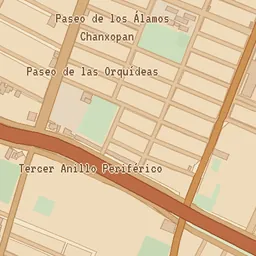 Paseo de los Álamos
Chanxopan
Paseo de las Orquídeas
Tercer Anillo Periférico